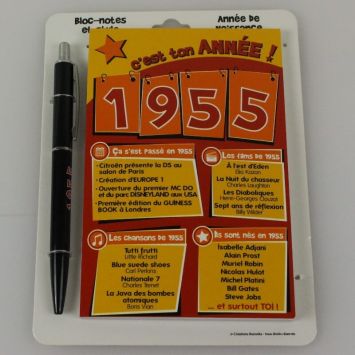 Bloc-notes
et stylo
Année de
naissance
c'est ton ANNÉE !
1955
1955
Ça s'est passé en 1955
• Citroën présente la DS au
salon de Paris
• Création d'EUROPE 1
• Ouverture du premier MC DO
et du parc DISNEYLAND aux USA
• Première édition du GUINESS
BOOK à Londres
Les films de 1955
À l'est d'Eden
Elia Kazan
La Nuit du chasseur
Charles Laughton
Les Diaboliques
Henri-Georges Clouzot
Sept ans de réflexion
Billy Wilder
Les chansons de 1955
Tutti frutti
Little Richard
Blue suede shoes
Carl Perkins
Nationale 7
Charles Trenet
La Java des bombes
atomiques
Boris Vian
Ils sont nés en 1955
Isabelle Adjani
Alain Prost
Muriel Robin
Nicolas Hulot
Michel Platini
Bill Gates
Steve Jobs
... et surtout TOI !